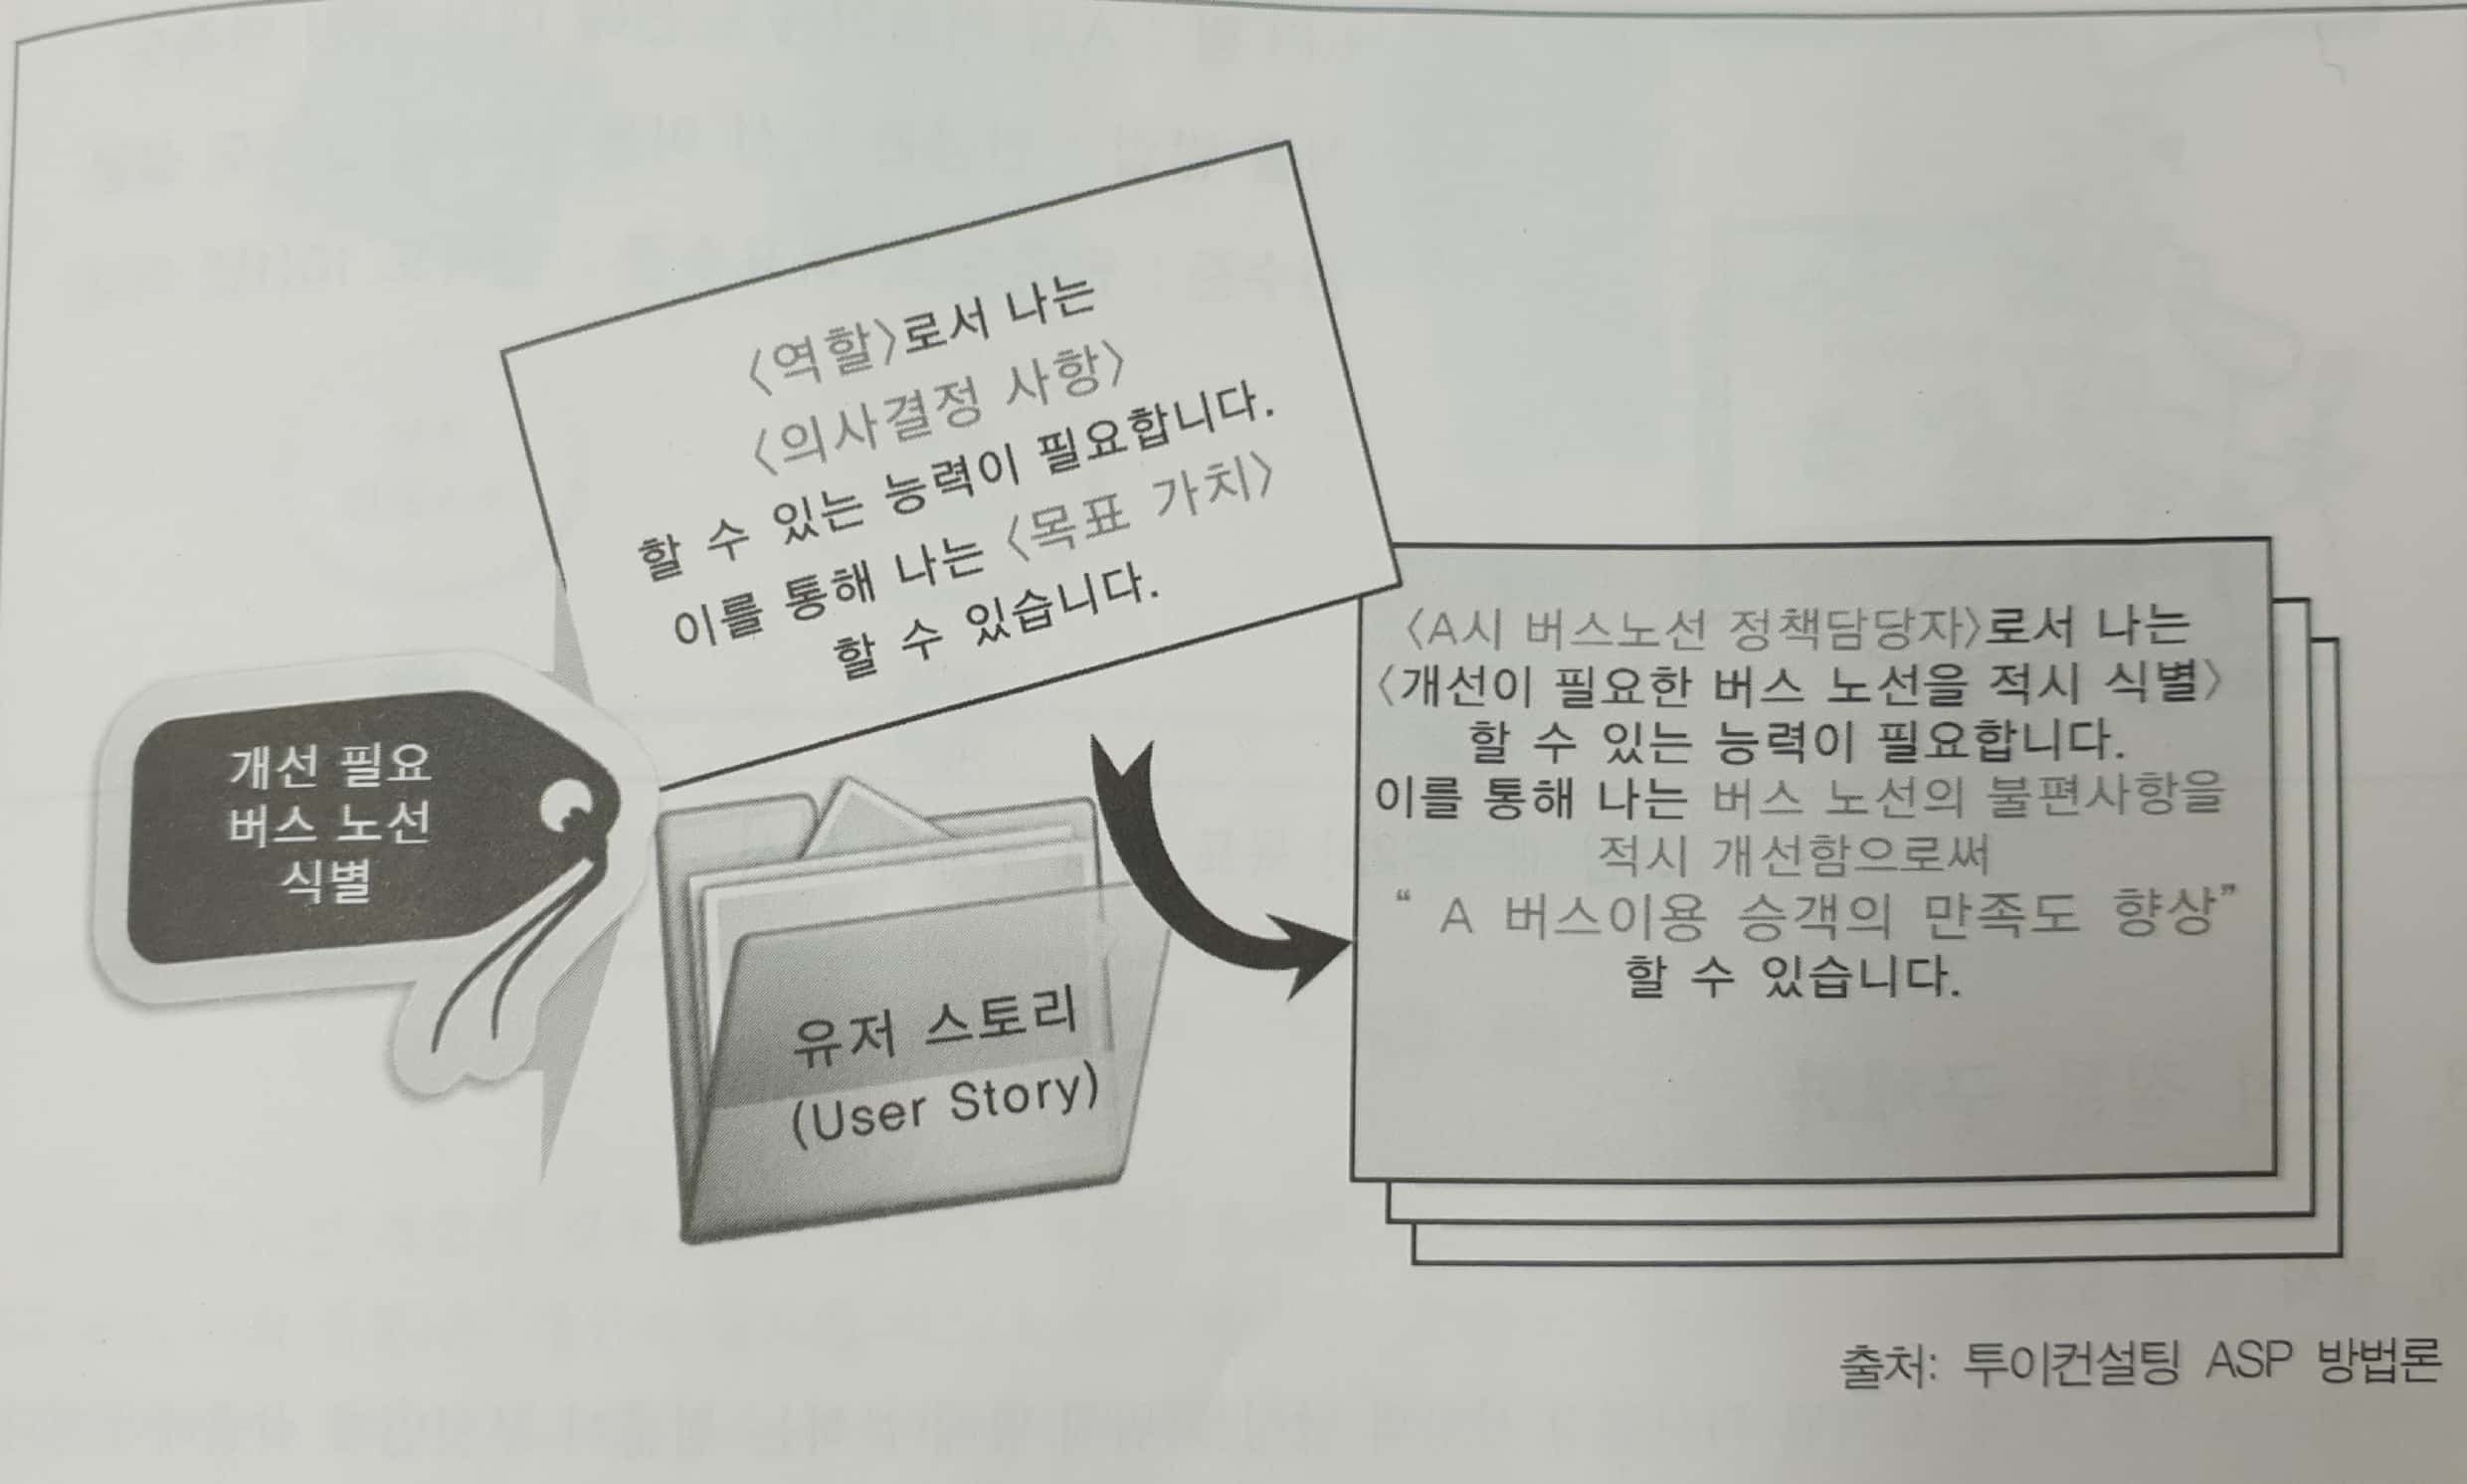 〈역할〉로서 나는
〈의사결정 사항〉
할 수 있는 능력이 필요합니다.
이를 통해 나는 〈목표 가치〉
할 수 있습니다.
개선 필요
버스 노선
식별
유저 스토리
(User Story)
〈A시 버스노선 정책담당자〉로서 나는
〈개선이 필요한 버스 노선을 적시 식별〉
할 수 있는 능력이 필요합니다.
이를 통해 나는 버스 노선의 불편사항을
적시 개선함으로써
“ A 버스이용 승객의 만족도 향상”
할 수 있습니다.
출처: 투이컨설팅 ASP 방법론